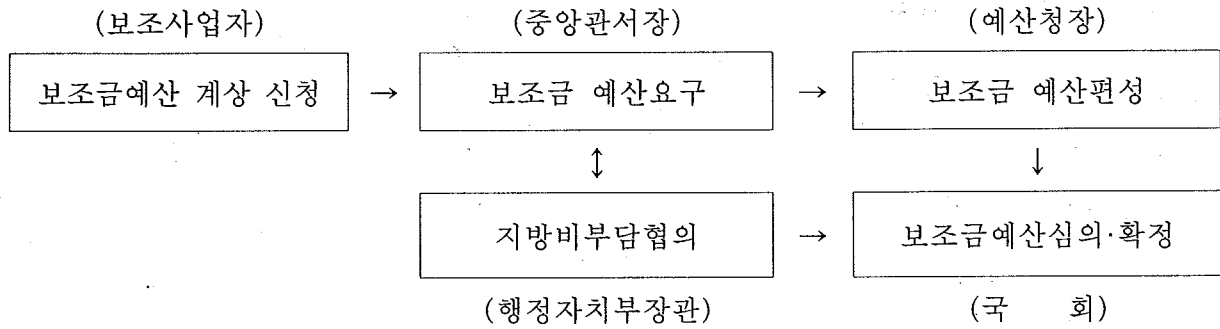 (보조사업자) (중앙관서장) (예산청장)
보조금예산 계상 신청 → 보조금 예산요구 → 보조금 예산편성
↕ ↓
지방비부담협의 → 보조금예산심의·확정
(행정자치부장관) (국 회)